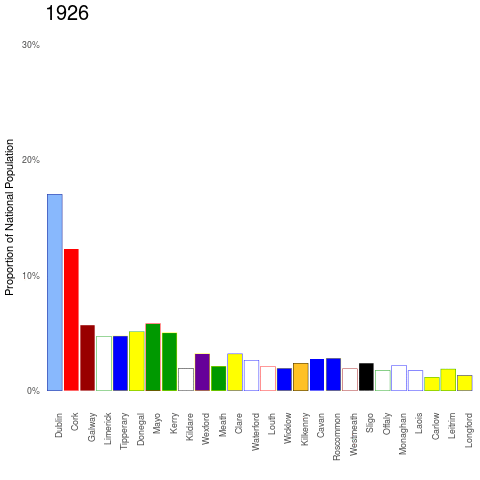 1926
Proportion of National Population
30%
20%
10%
0%
Dublin
Cork
Galway
Limerick
Tipperary
Donegal
Mayo
Kerry
Kildare
Wexford
Meath
Clare
Waterford
Louth
Wicklow
Kilkenny
Cavan
Roscommon
Westmeath
Sligo
Offaly
Monaghan
Laois
Carlow
Leitrim
Longford